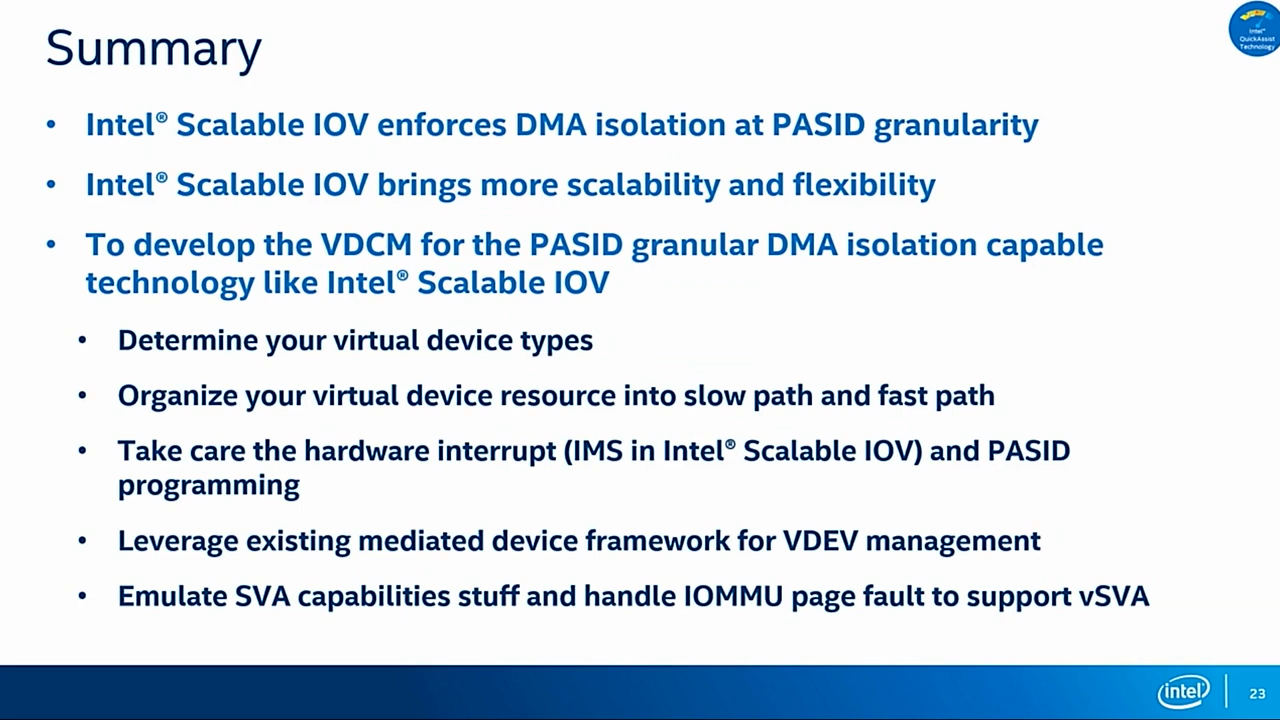 Summary
Intel™
QuickAssist
Technology
• Intel® Scalable IOV enforces DMA isolation at PASID granularity
• Intel® Scalable IOV brings more scalability and flexibility
• To develop the VDCM for the PASID granular DMA isolation capable
technology like Intel® Scalable IOV
• Determine your virtual device types
• Organize your virtual device resource into slow path and fast path
• Take care the hardware interrupt (IMS in Intel® Scalable IOV) and PASID
programming
• Leverage existing mediated device framework for VDEV management
• Emulate SVA capabilities stuff and handle IOMMU page fault to support vSVA
intel
23